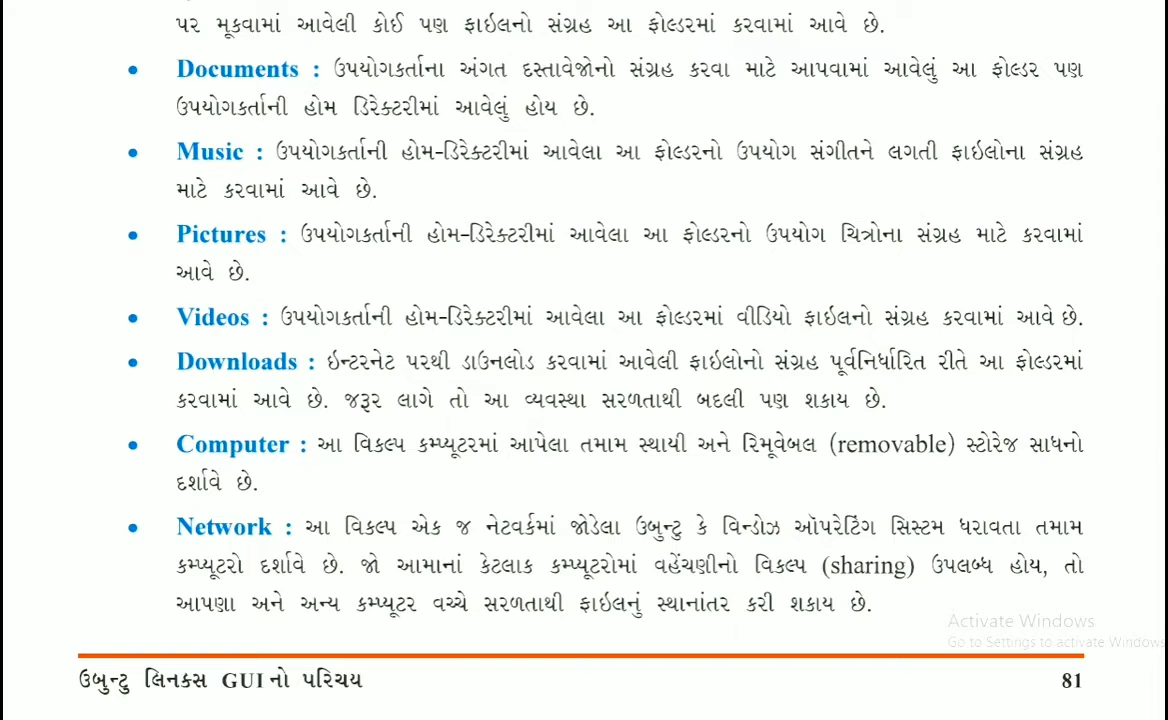 પર મૂકવામાં આવેલી કોઈ પણ ફાઇલનો સંગ્રહ આ ફોલ્ડરમાં કરવામાં આવે છે.
• Documents : ઉપયોગકર્તાના અંગત દસ્તાવેજોનો સંગ્રહ કરવા માટે આપવામાં આવેલું આ ફોલ્ડર પણ
ઉપયોગકર્તાની હોમ ડિરેક્ટરીમાં આવેલું હોય છે.
• Music : ઉપયોગકર્તાની હોમ-ડિરેક્ટરીમાં આવેલા આ ફોલ્ડરનો ઉપયોગ સંગીતને લગતી ફાઇલોના સંગ્રહ
માટે કરવામાં આવે છે.
• Pictures : ઉપયોગકર્તાની હોમ-ડિરેક્ટરીમાં આવેલા આ ફોલ્ડરનો ઉપયોગ ચિત્રોના સંગ્રહ માટે કરવામાં
આવે છે.
• Videos : ઉપયોગકર્તાની હોમ-ડિરેક્ટરીમાં આવેલા આ ફોલ્ડરમાં વીડિયો ફાઇલનો સંગ્રહ કરવામાં આવે છે.
• Downloads : ઇન્ટરનેટ પરથી ડાઉનલોડ કરવામાં આવેલી ફાઇલોનો સંગ્રહ પૂર્વનિર્ધારિત રીતે આ ફોલ્ડરમાં
કરવામાં આવે છે. જરૂર લાગે તો આ વ્યવસ્થા સરળતાથી બદલી પણ શકાય છે.
• Computer : આ વિકલ્પ કમ્પ્યૂટરમાં આપેલા તમામ સ્થાયી અને રિમૂવેબલ (removable) સ્ટોરેજ સાધનો
દર્શાવે છે.
• Network : આ વિકલ્પ એક જ નેટવર્કમાં જોડેલા ઉબુન્ટુ કે વિન્ડોઝ ઑપરેટિંગ સિસ્ટમ ધરાવતા તમામ
કમ્પ્યૂટરો દર્શાવે છે. જો આમાનાં કેટલાક કમ્પ્યૂટરોમાં વહેંચણીનો વિકલ્પ (sharing) ઉપલબ્ધ હોય, તો
આપણા અને અન્ય કમ્પ્યૂટર વચ્ચે સરળતાથી ફાઇલનું સ્થાનાંતર કરી શકાય છે.
Activate Windows
Go to Settings to activate Windows
ઉબુન્ટુ લિનક્સ GUIનો પરિચય 81